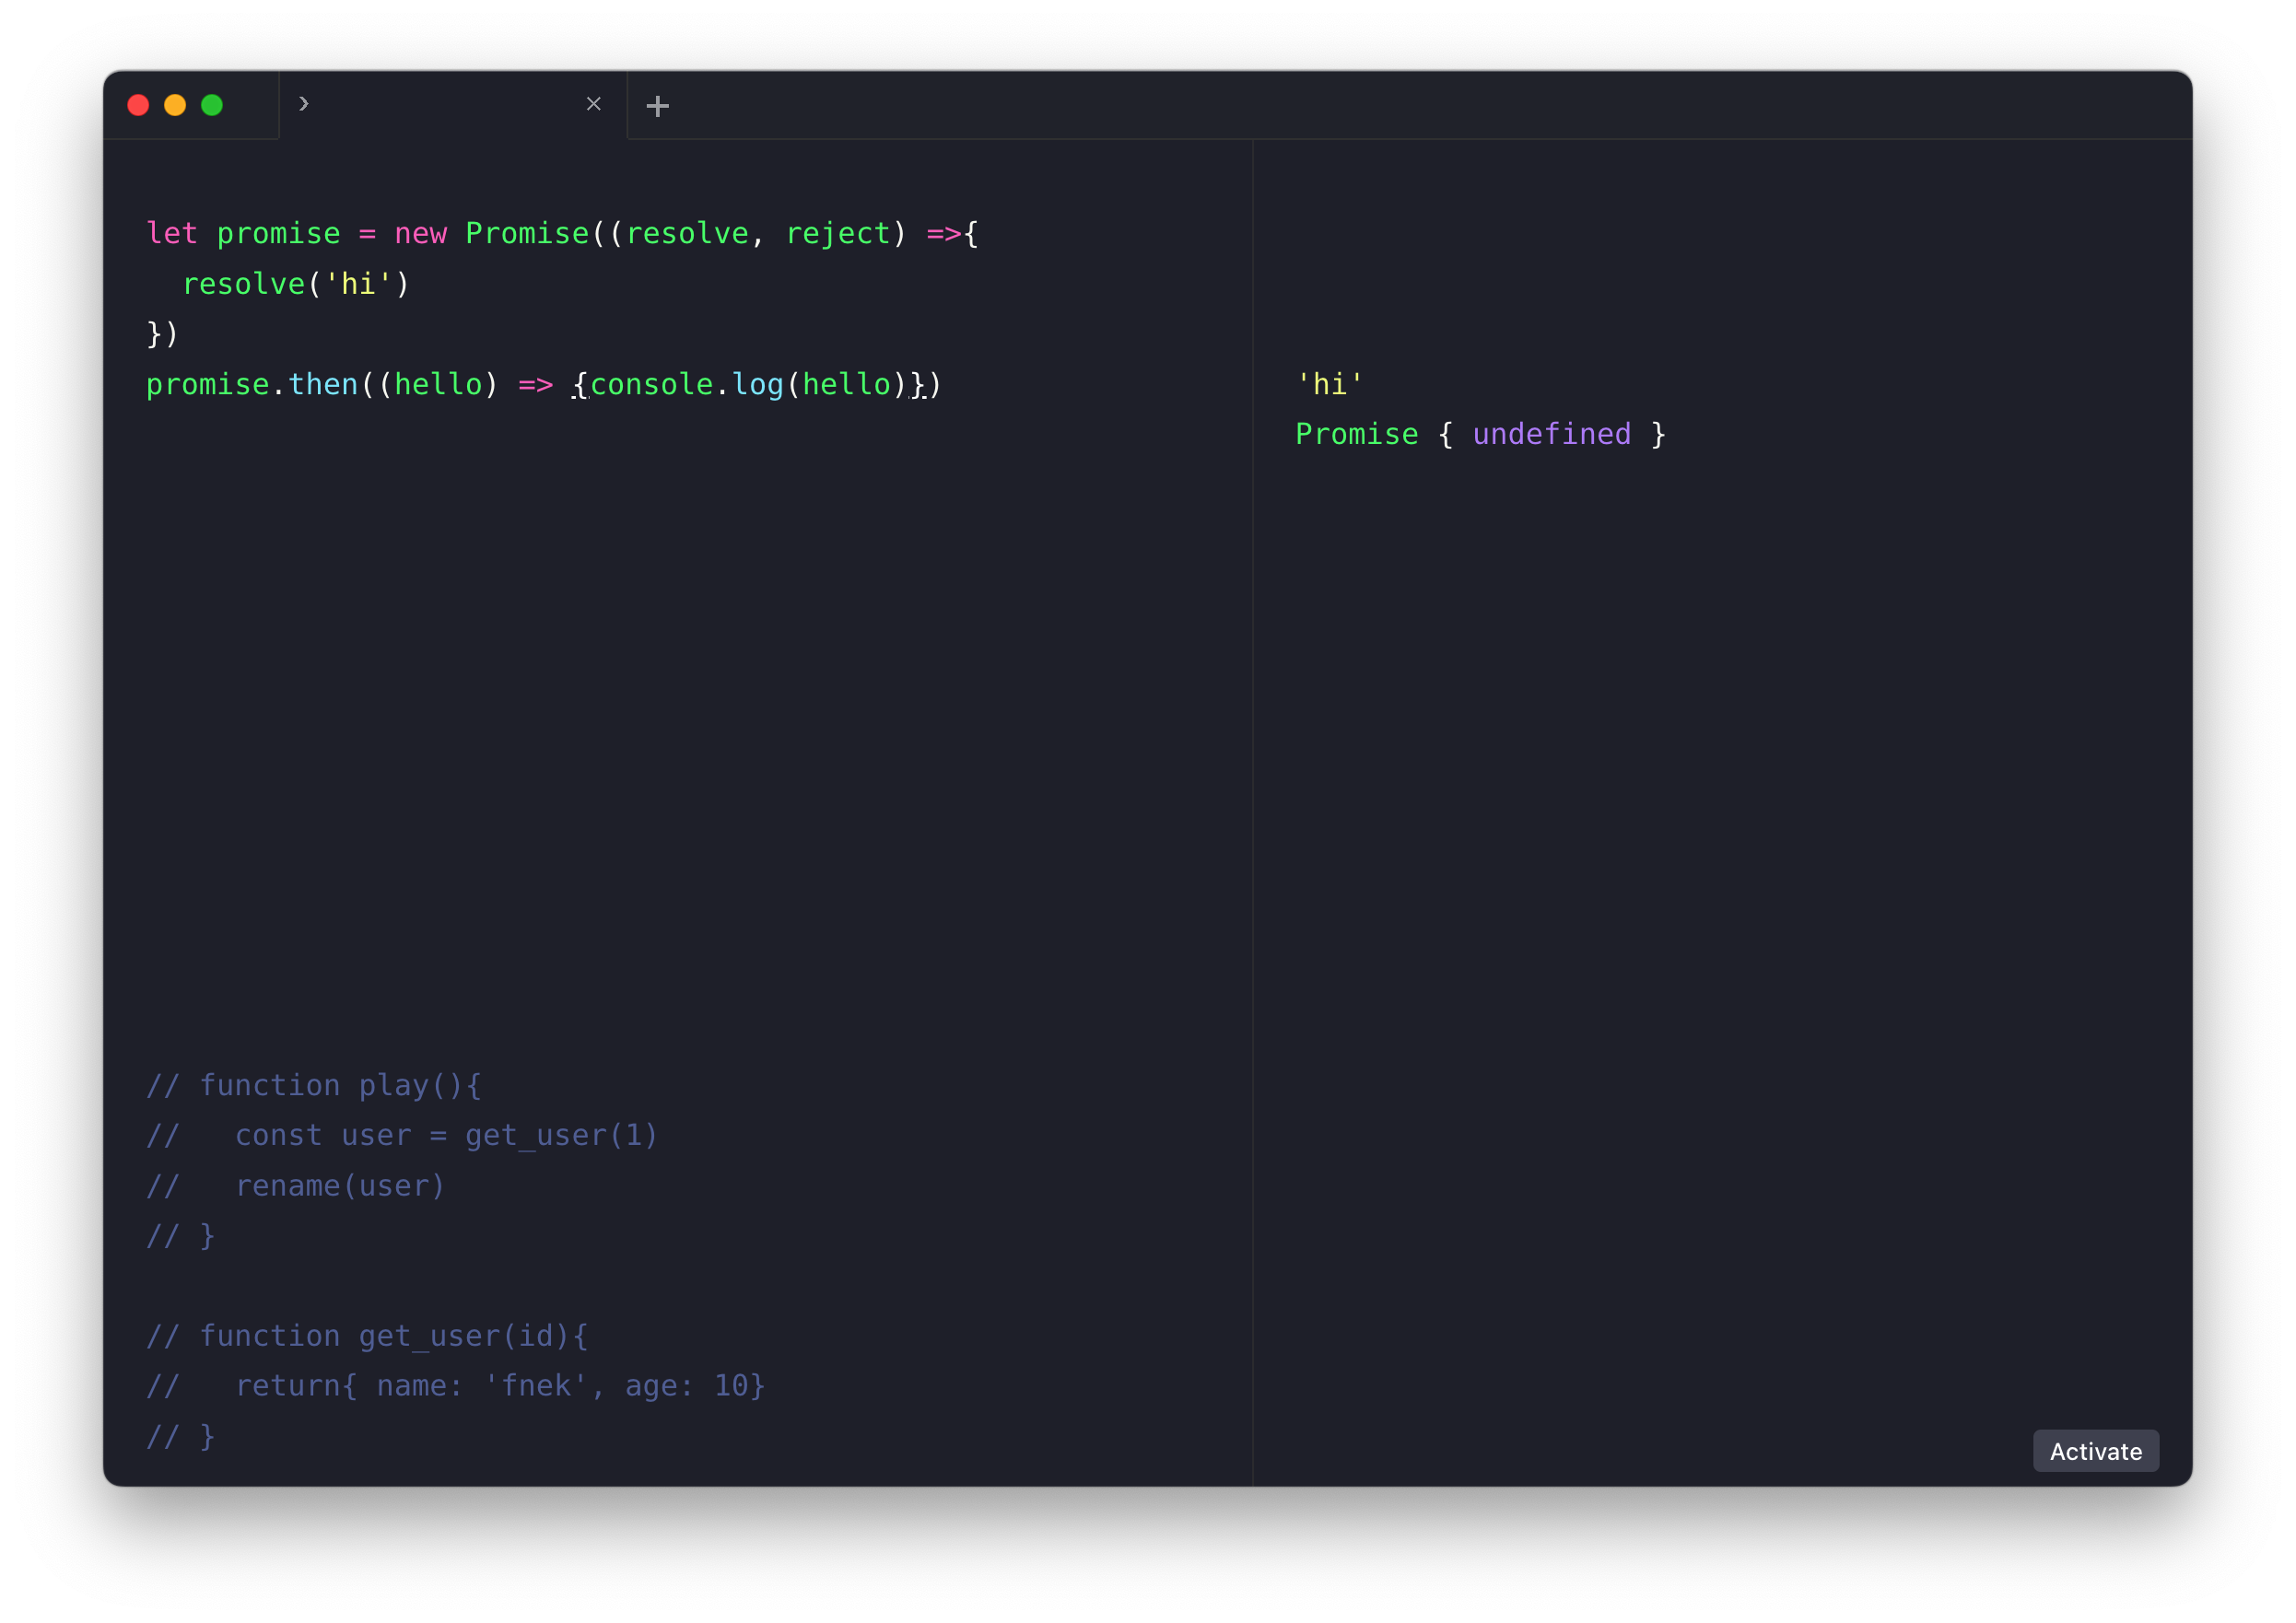 let promise = new Promise((resolve, reject) =>{
  resolve('hi')
})
promise.then((hello) => {console.log(hello)})
'hi'
Promise { undefined }
// function play(){
//   const user = get_user(1)
//   rename(user)
// }
// function get_user(id){
//   return{ name: 'fnek', age: 10}
// }
Activate